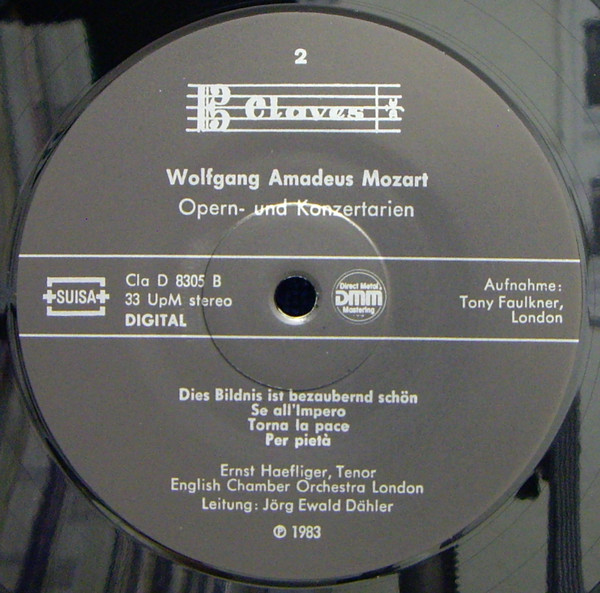 2
Claves
Wolfgang Amadeus Mozart
Opern- und Konzertarien
SUISA
Cla D 8305 B
33 UpM stereo
DIGITAL
Direct Metal
DMM
Mastering
Aufnahme:
Tony Faulkner,
London
Dies Bildnis ist bezaubernd schön
Se all'Impero
Torna la pace
Per pietà
Ernst Haefliger, Tenor
English Chamber Orchestra London
Leitung: Jörg Ewald Dähler
℗ 1983